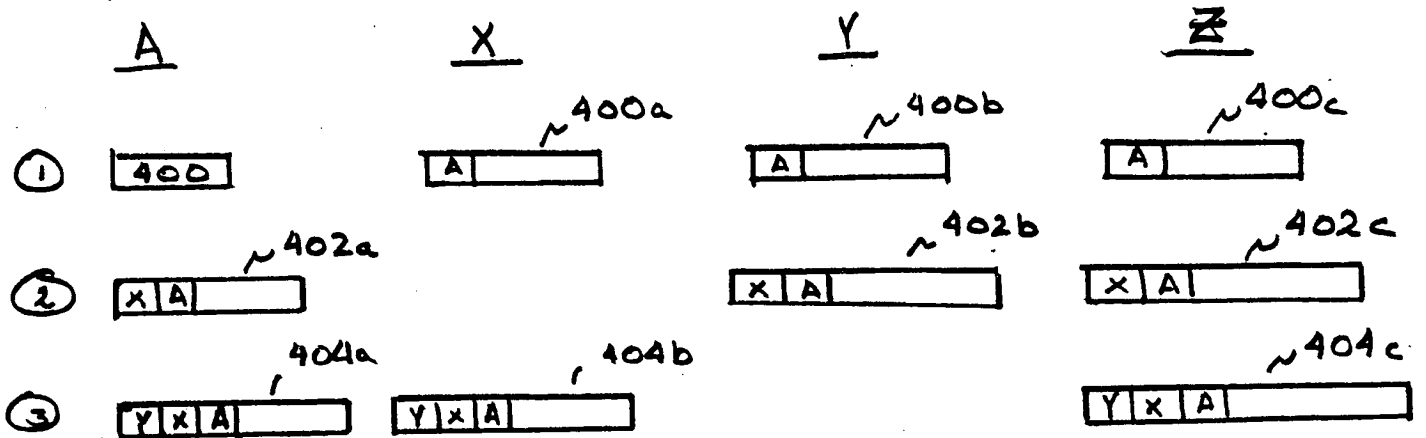 A X Y Z
400a 400b 400c
1 400 A A A
402a 402b 402c
2 X A X A X A
404a 404b 404c
3 Y X A Y X A Y X A